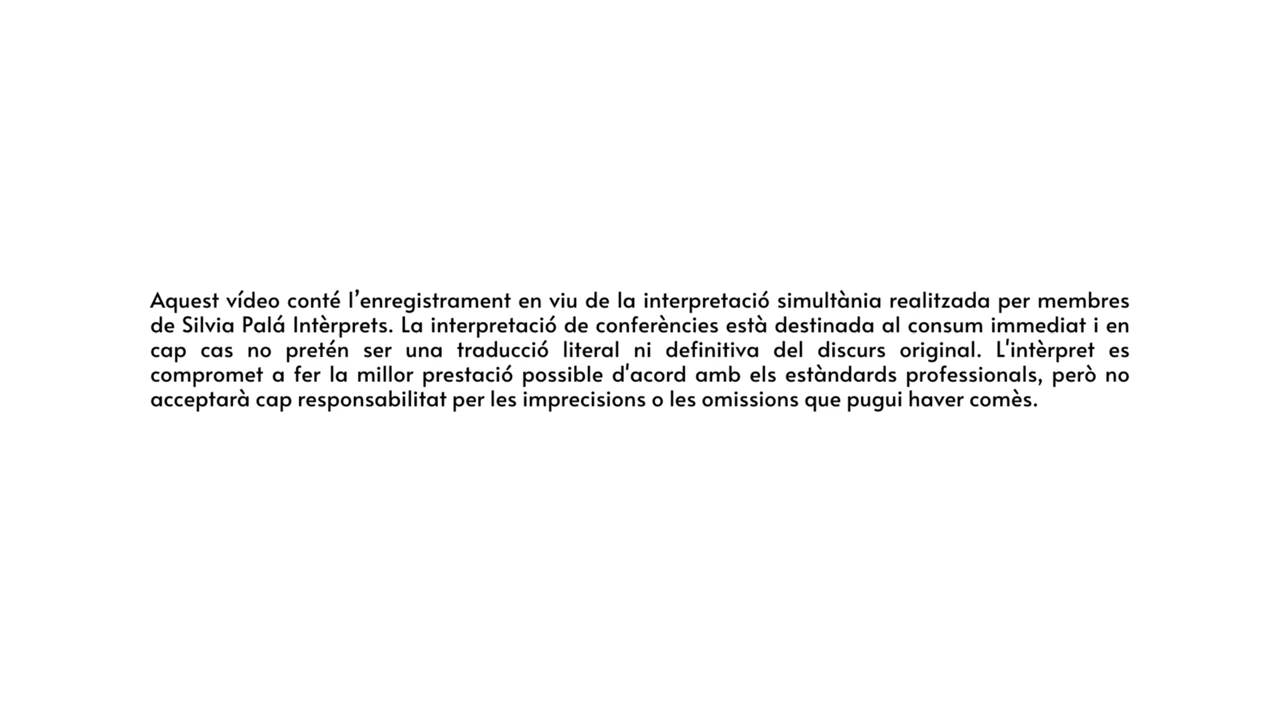 Aquest vídeo conté l’enregistrament en viu de la interpretació simultània realitzada per membres
de Silvia Palá Intèrprets. La interpretació de conferències està destinada al consum immediat i en
cap cas no pretén ser una traducció literal ni definitiva del discurs original. L'intèrpret es
compromet a fer la millor prestació possible d'acord amb els estàndards professionals, però no
acceptarà cap responsabilitat per les imprecisions o les omissions que pugui haver comès.